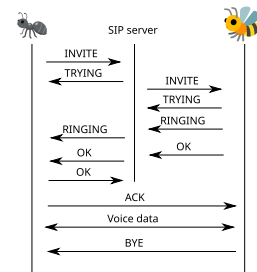 SIP server
INVITE
TRYING
INVITE
TRYING
RINGING
RINGING
OK
OK
OK
ACK
Voice data
BYE